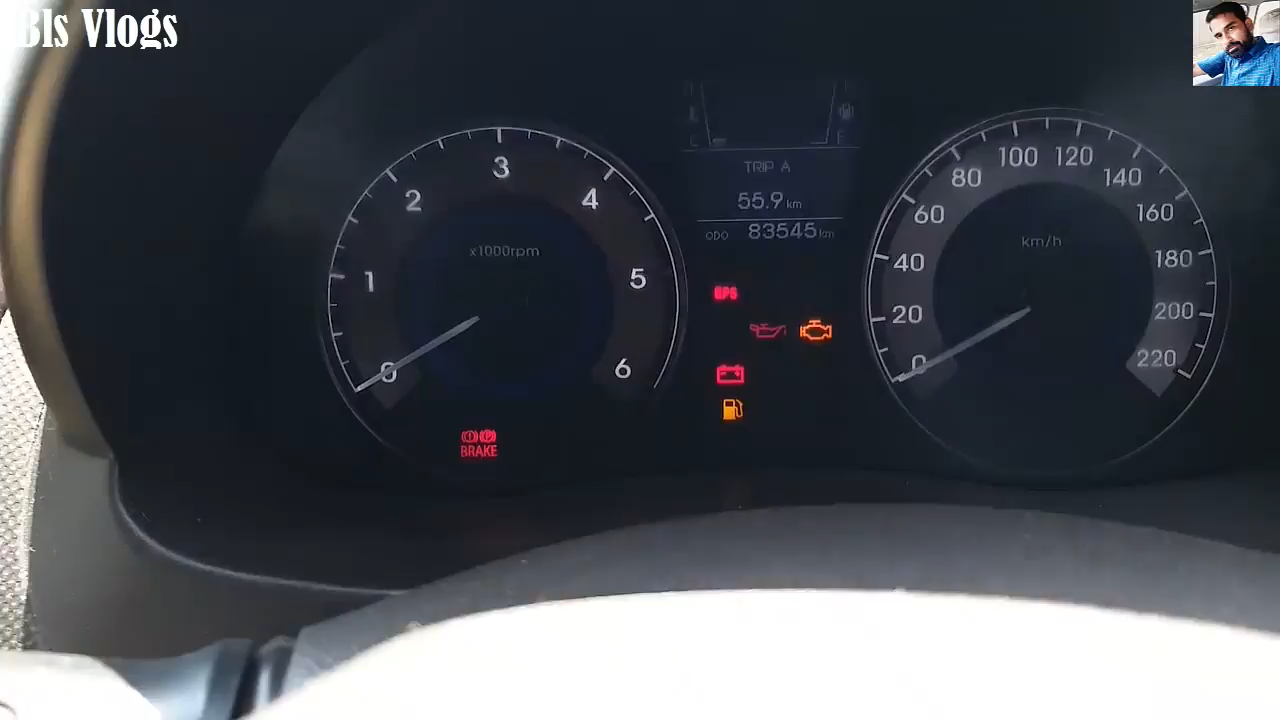 Bls Vlogs
H F
C E
TRIP A
55.9 km
ODO 83545 km
0 1 2 3 4 5 6
x1000rpm
0 20 40 60 80 100 120 140 160 180 200 220
km/h
EPS
BRAKE